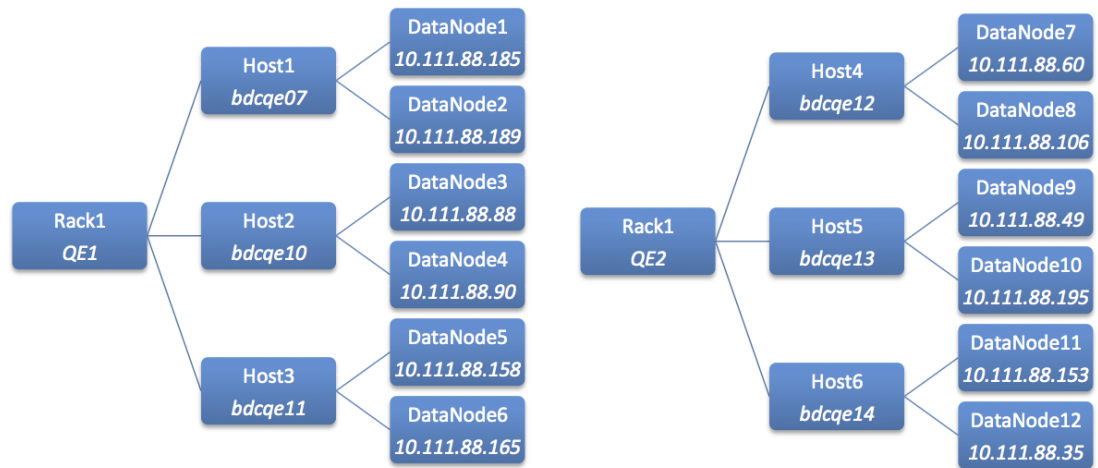 Rack1
QE1
Host1
bdcqe07
DataNode1
10.111.88.185
DataNode2
10.111.88.189
Host2
bdcqe10
DataNode3
10.111.88.88
DataNode4
10.111.88.90
Host3
bdcqe11
DataNode5
10.111.88.158
DataNode6
10.111.88.165
Rack1
QE2
Host4
bdcqe12
DataNode7
10.111.88.60
DataNode8
10.111.88.106
Host5
bdcqe13
DataNode9
10.111.88.49
DataNode10
10.111.88.195
Host6
bdcqe14
DataNode11
10.111.88.153
DataNode12
10.111.88.35